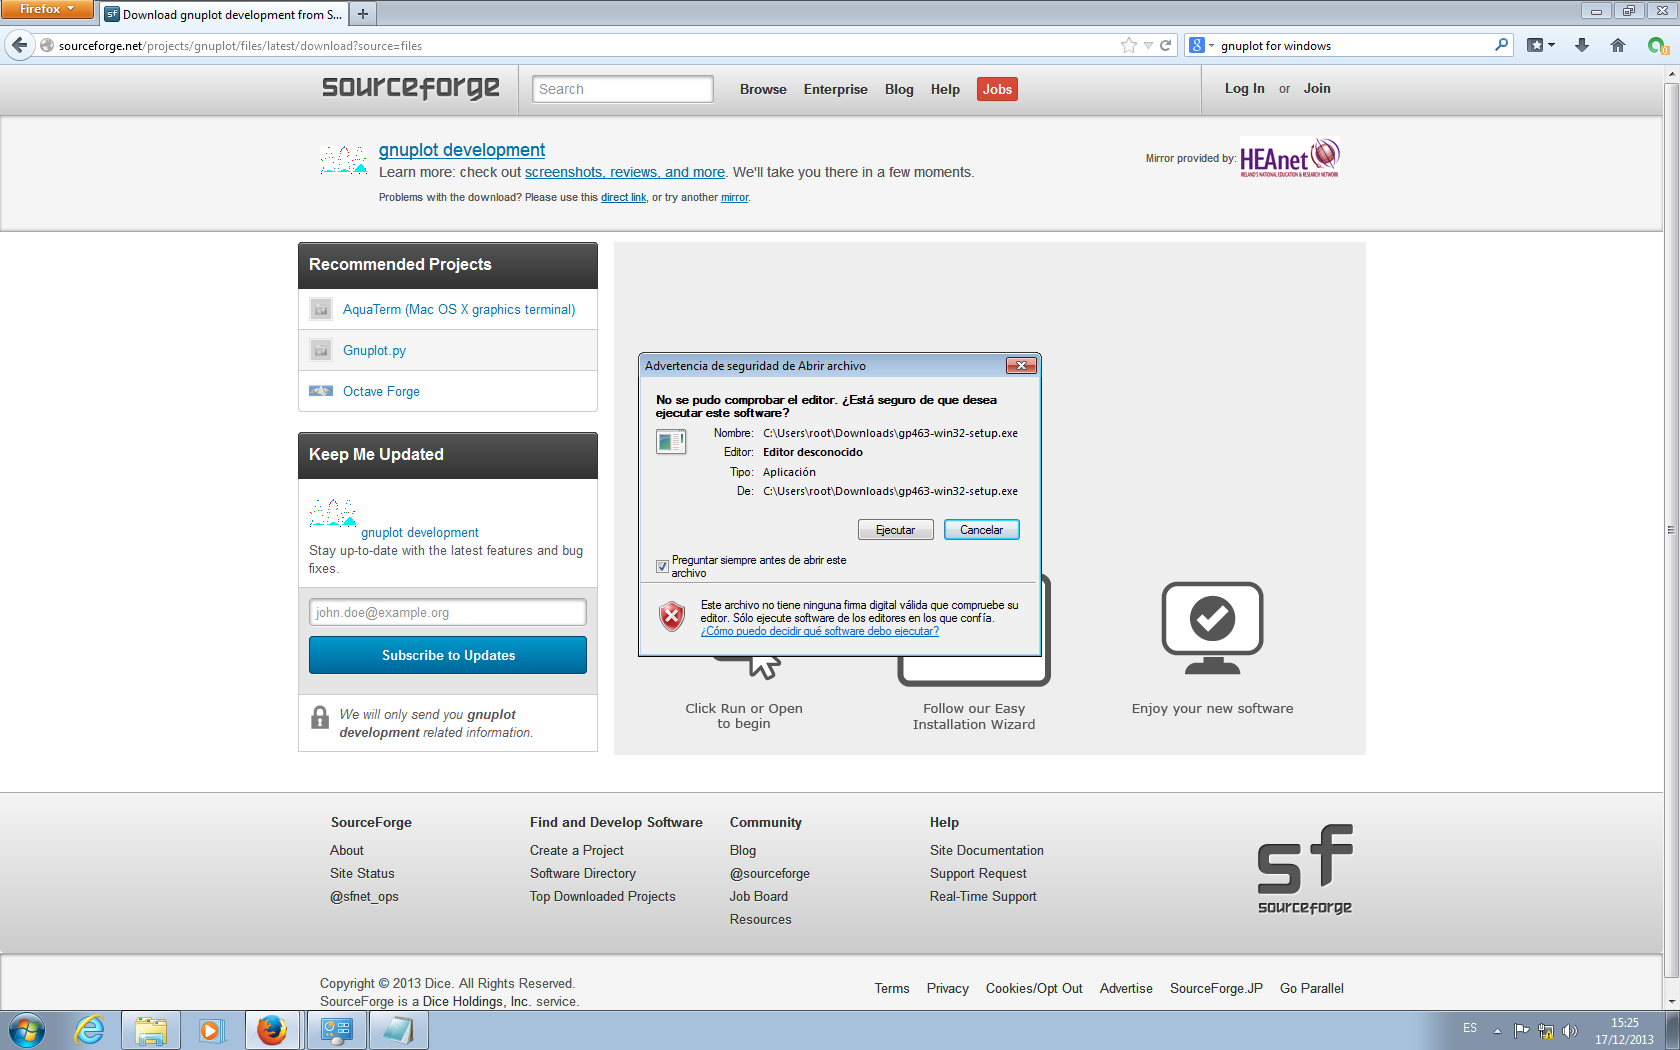 Firefox
Download gnuplot development from S...
sourceforge.net/projects/gnuplot/files/latest/download?source=files
gnuplot for windows
sourceforge
Search
Browse
Enterprise
Blog
Help
Jobs
Log In or Join
gnuplot development
Learn more: check out screenshots, reviews, and more. We'll take you there in a few moments.
Problems with the download? Please use this direct link, or try another mirror.
Mirror provided by:
HEAnet
IRELAND'S NATIONAL EDUCATION & RESEARCH NETWORK
Recommended Projects
AquaTerm (Mac OS X graphics terminal)
Gnuplot.py
Octave Forge
Keep Me Updated
gnuplot development
Stay up-to-date with the latest features and bug
fixes.
john.doe@example.org
Subscribe to Updates
We will only send you gnuplot
development related information.
Advertencia de seguridad de Abrir archivo
No se pudo comprobar el editor. ¿Está seguro de que desea
ejecutar este software?
Nombre: C:\Users\root\Downloads\gp463-win32-setup.exe
Editor: Editor desconocido
Tipo: Aplicación
De: C:\Users\root\Downloads\gp463-win32-setup.exe
Ejecutar
Cancelar
Preguntar siempre antes de abrir este
archivo
Este archivo no tiene ninguna firma digital válida que compruebe su
editor. Sólo ejecute software de los editores en los que confía.
¿Cómo puedo decidir qué software debo ejecutar?
Click Run or Open
to begin
Follow our Easy
Installation Wizard
Enjoy your new software
SourceForge
About
Site Status
@sfnet_ops
Find and Develop Software
Create a Project
Software Directory
Top Downloaded Projects
Community
Blog
@sourceforge
Job Board
Resources
Help
Site Documentation
Support Request
Real-Time Support
sf
sourceforge
Copyright © 2013 Dice. All Rights Reserved.
SourceForge is a Dice Holdings, Inc. service.
Terms
Privacy
Cookies/Opt Out
Advertise
SourceForge.JP
Go Parallel
ES
15:25
17/12/2013